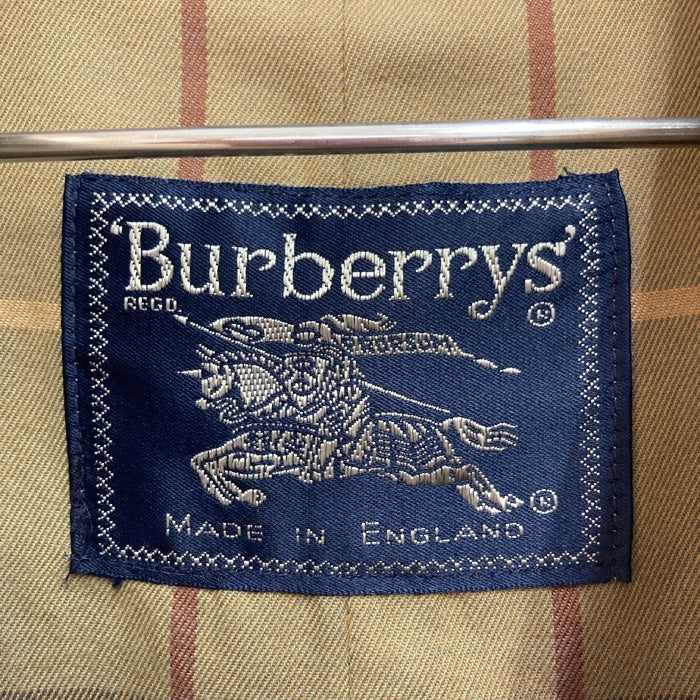 'Burberrys'
REGD. ®
®
MADE IN ENGLAND